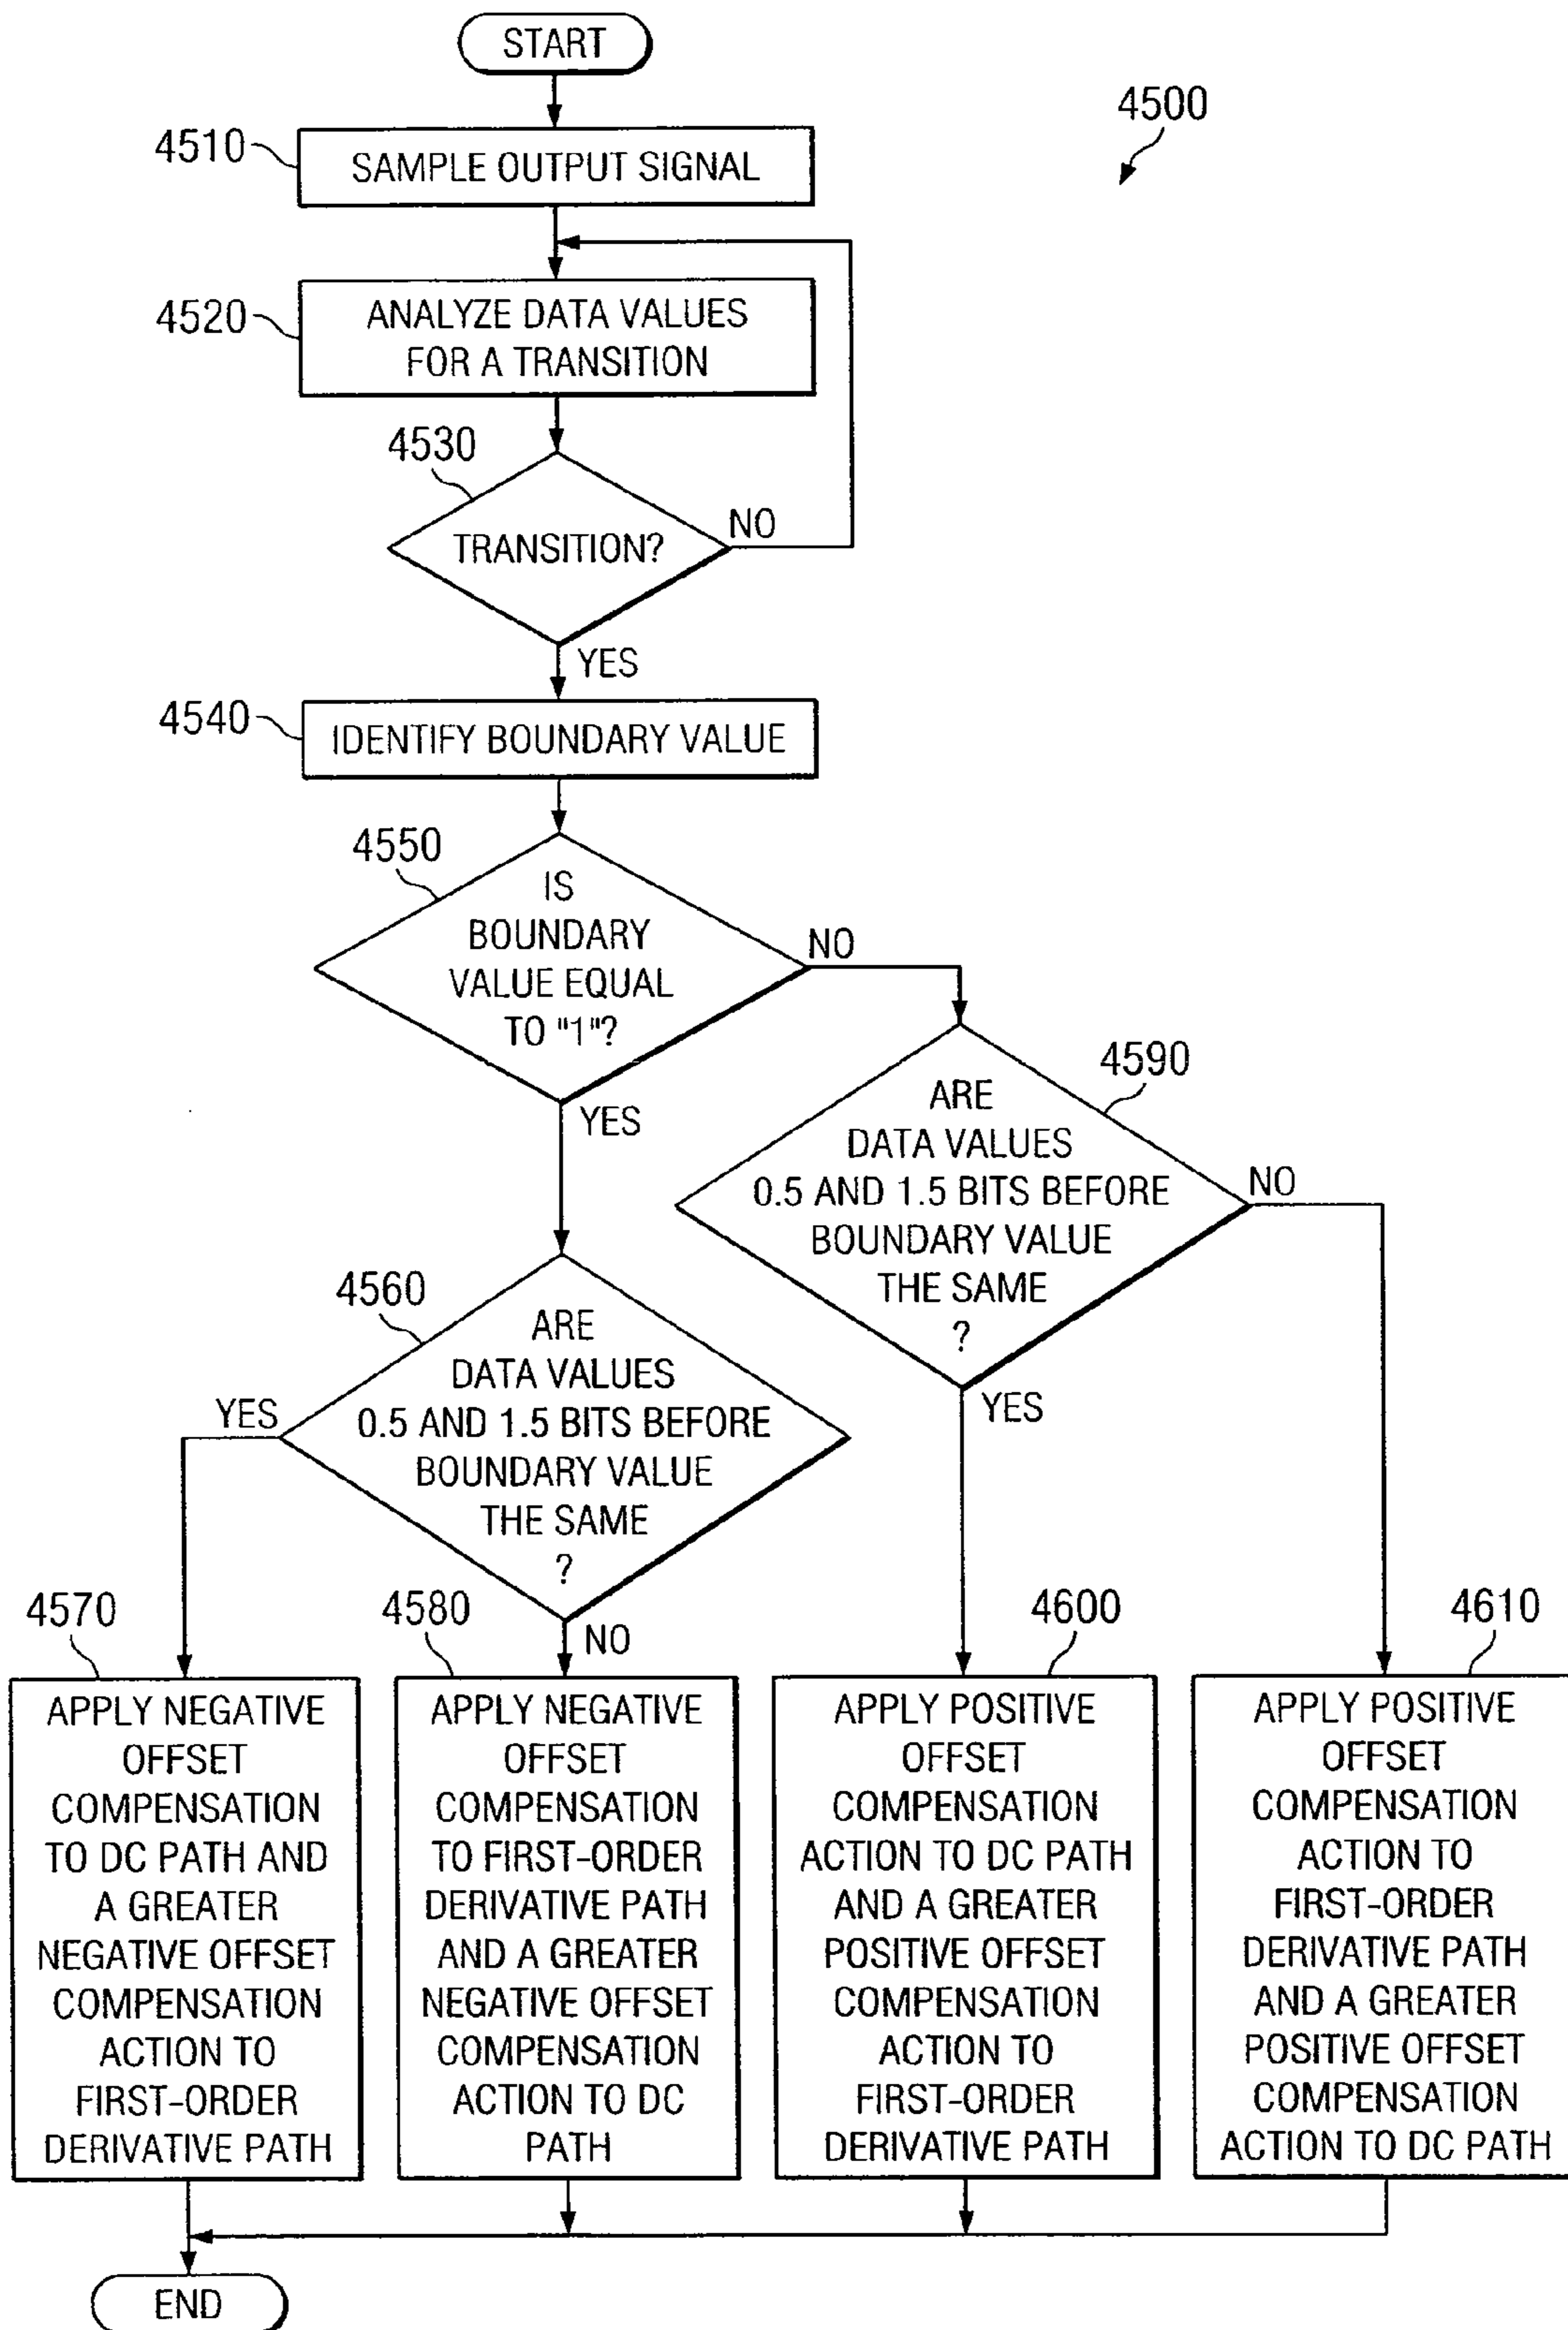 START
4500
4510
SAMPLE OUTPUT SIGNAL
4520
ANALYZE DATA VALUES
FOR A TRANSITION
4530
TRANSITION?
NO
YES
4540
IDENTIFY BOUNDARY VALUE
4550
IS
BOUNDARY
VALUE EQUAL
TO "1"?
NO
YES
4590
ARE
DATA VALUES
0.5 AND 1.5 BITS BEFORE
BOUNDARY VALUE
THE SAME
?
NO
YES
4560
ARE
DATA VALUES
0.5 AND 1.5 BITS BEFORE
BOUNDARY VALUE
THE SAME
?
YES
NO
4570
APPLY NEGATIVE
OFFSET
COMPENSATION
TO DC PATH AND
A GREATER
NEGATIVE OFFSET
COMPENSATION
ACTION TO
FIRST-ORDER
DERIVATIVE PATH
4580
APPLY NEGATIVE
OFFSET
COMPENSATION
TO FIRST-ORDER
DERIVATIVE PATH
AND A GREATER
NEGATIVE OFFSET
COMPENSATION
ACTION TO DC
PATH
4600
APPLY POSITIVE
OFFSET
COMPENSATION
ACTION TO DC PATH
AND A GREATER
POSITIVE OFFSET
COMPENSATION
ACTION TO
FIRST-ORDER
DERIVATIVE PATH
4610
APPLY POSITIVE
OFFSET
COMPENSATION
ACTION TO
FIRST-ORDER
DERIVATIVE PATH
AND A GREATER
POSITIVE OFFSET
COMPENSATION
ACTION TO DC PATH
END